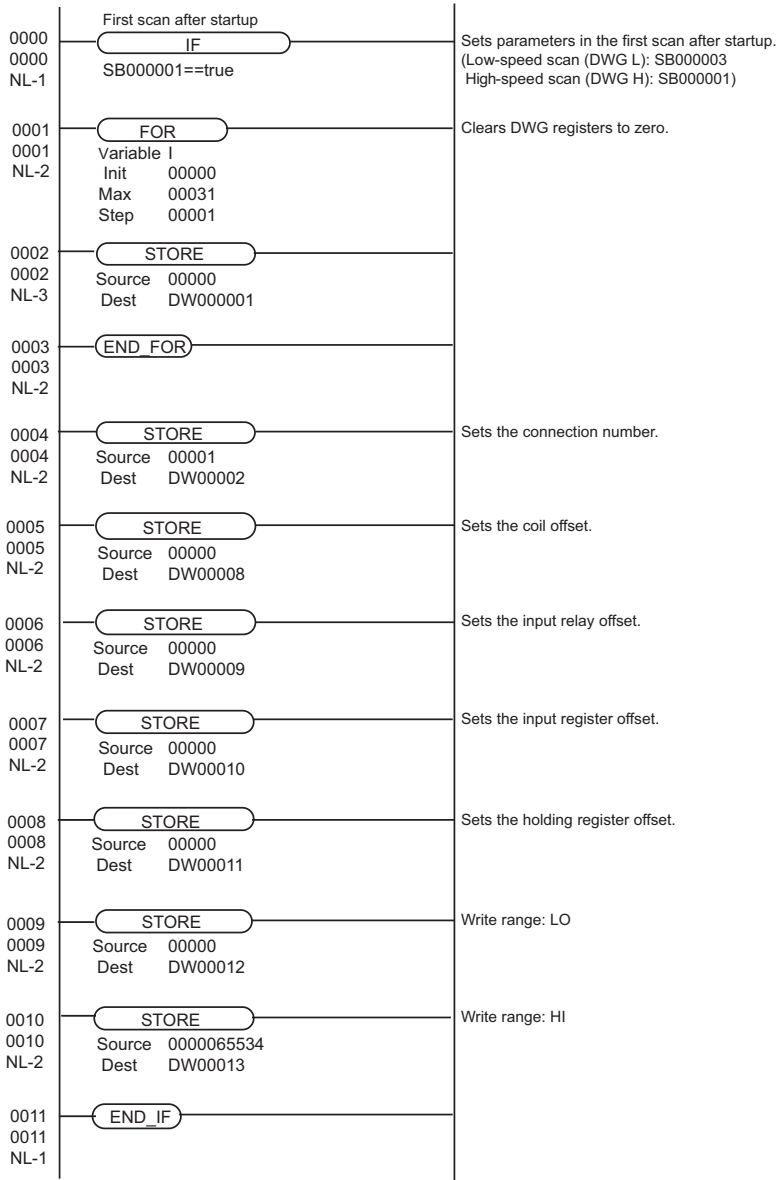 First scan after startup
0000
0000
NL-1
IF
SB000001==true
Sets parameters in the first scan after startup.
(Low-speed scan (DWG L): SB000003
High-speed scan (DWG H): SB000001)
0001
0001
NL-2
FOR
Variable I
Init 00000
Max 00031
Step 00001
Clears DWG registers to zero.
0002
0002
NL-3
STORE
Source 00000
Dest DW000001
0003
0003
NL-2
END_FOR
0004
0004
NL-2
STORE
Source 00001
Dest DW00002
Sets the connection number.
0005
0005
NL-2
STORE
Source 00000
Dest DW00008
Sets the coil offset.
0006
0006
NL-2
STORE
Source 00000
Dest DW00009
Sets the input relay offset.
0007
0007
NL-2
STORE
Source 00000
Dest DW00010
Sets the input register offset.
0008
0008
NL-2
STORE
Source 00000
Dest DW00011
Sets the holding register offset.
0009
0009
NL-2
STORE
Source 00000
Dest DW00012
Write range: LO
0010
0010
NL-2
STORE
Source 0000065534
Dest DW00013
Write range: HI
0011
0011
NL-1
END_IF